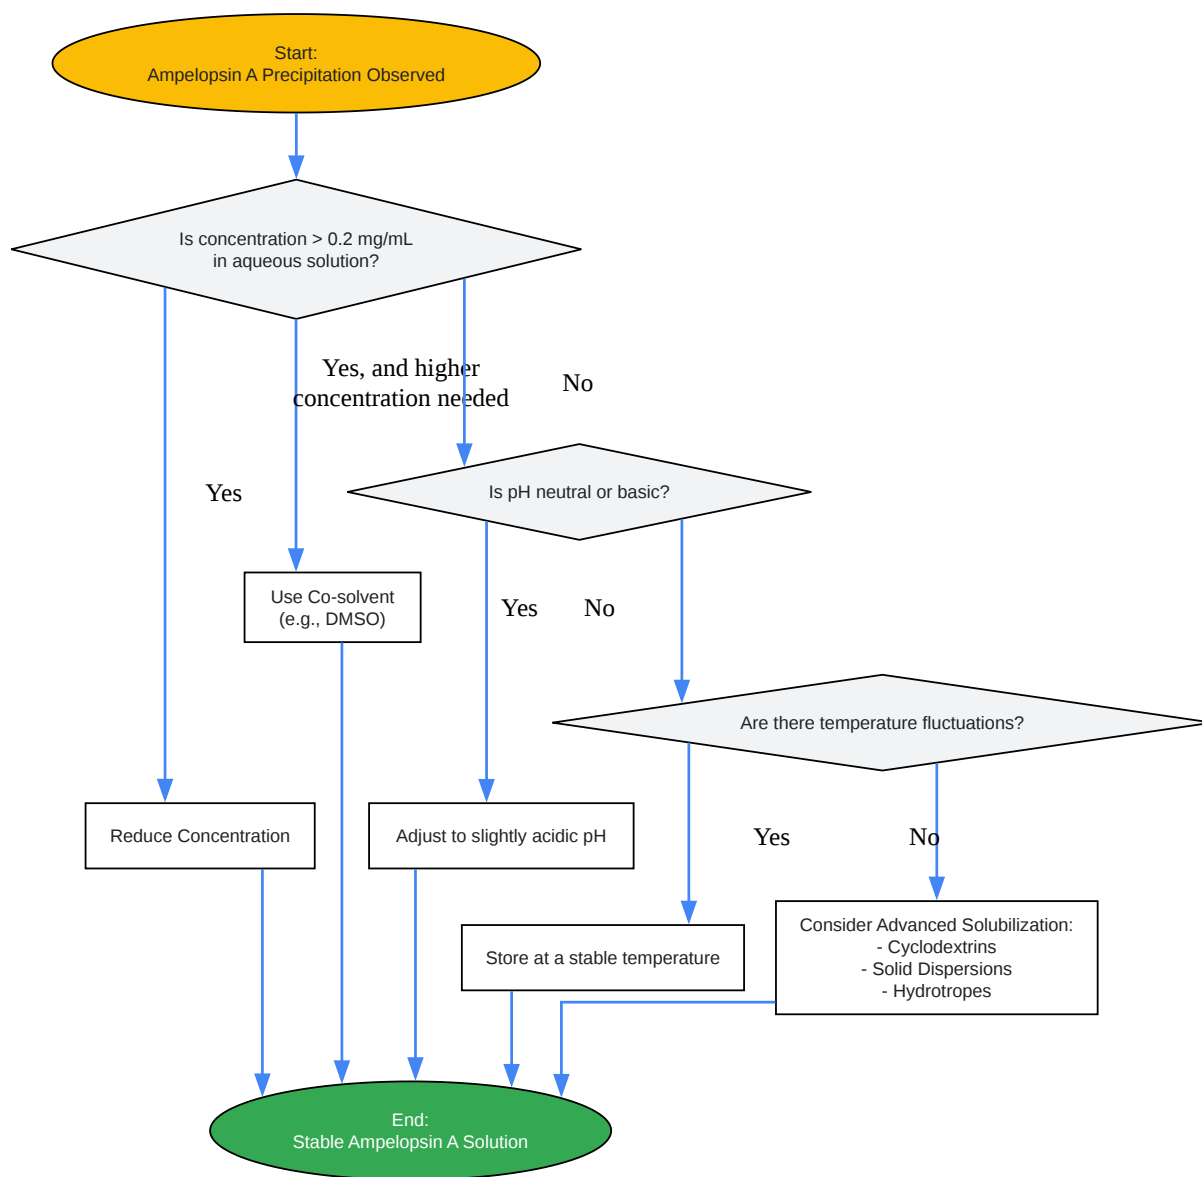 Start:
Ampelopsin A Precipitation Observed
Is concentration > 0.2 mg/mL
in aqueous solution?
Yes, and higher
concentration needed
No
Yes
Is pH neutral or basic?
Use Co-solvent
(e.g., DMSO)
Yes
No
Are there temperature fluctuations?
Reduce Concentration
Adjust to slightly acidic pH
Yes
No
Store at a stable temperature
Consider Advanced Solubilization:
- Cyclodextrins
- Solid Dispersions
- Hydrotropes
End:
Stable Ampelopsin A Solution